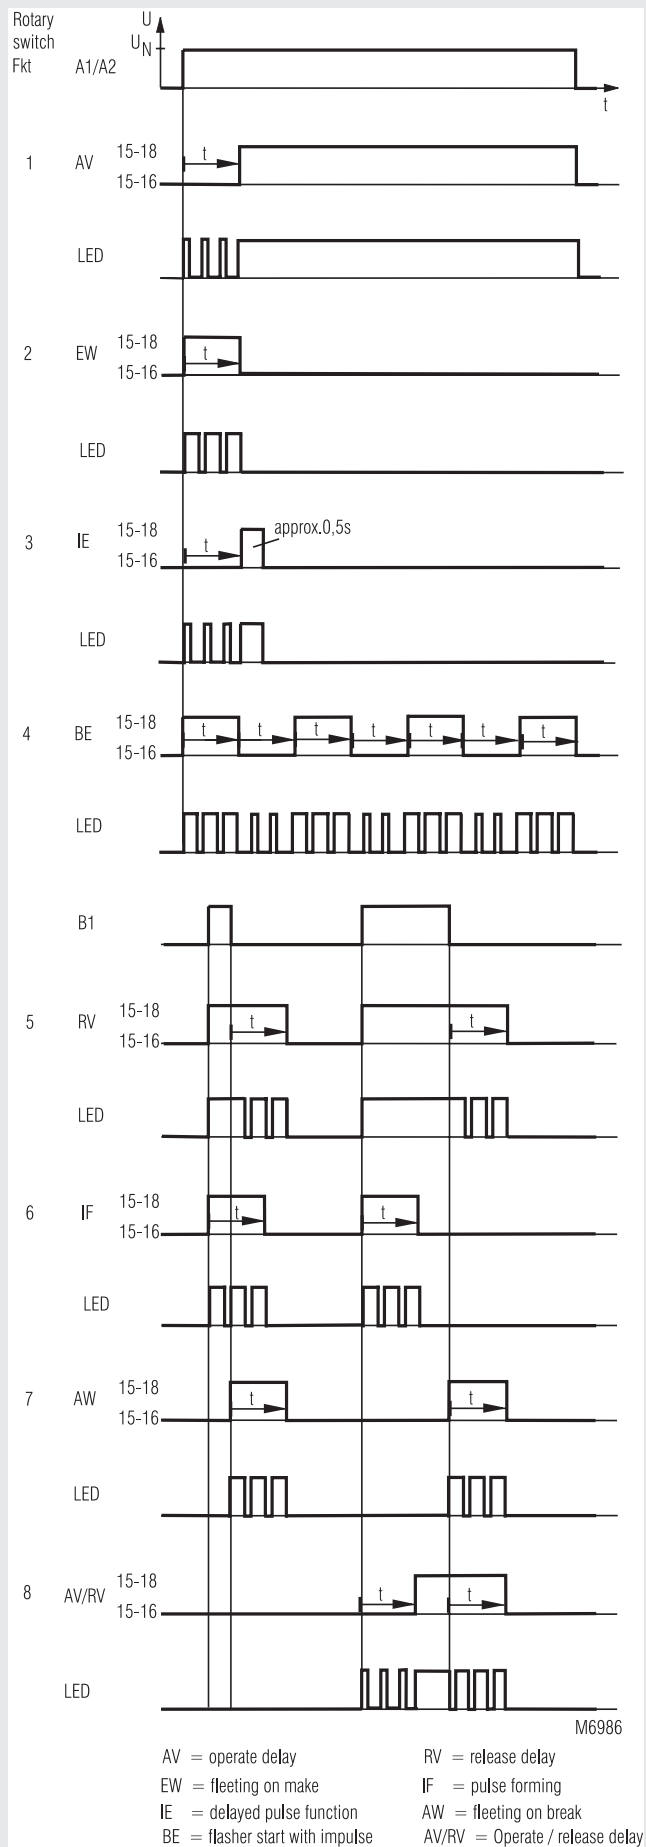 Rotary
switch
Fkt
U
UN
A1/A2
t
1 AV 15-18
15-16
t
LED
2 EW 15-18
15-16
t
LED
3 IE 15-18
15-16
t
approx.0,5s
LED
4 BE 15-18
15-16
t t t t t t t
LED
B1
5 RV 15-18
15-16
t t
LED
6 IF 15-18
15-16
t t
LED
7 AW 15-18
15-16
t t
LED
8 AV/RV 15-18
15-16
t t
LED
M6986
AV = operate delay RV = release delay
EW = fleeting on make IF = pulse forming
IE = delayed pulse function AW = fleeting on break
BE = flasher start with impulse AV/RV = Operate / release delay